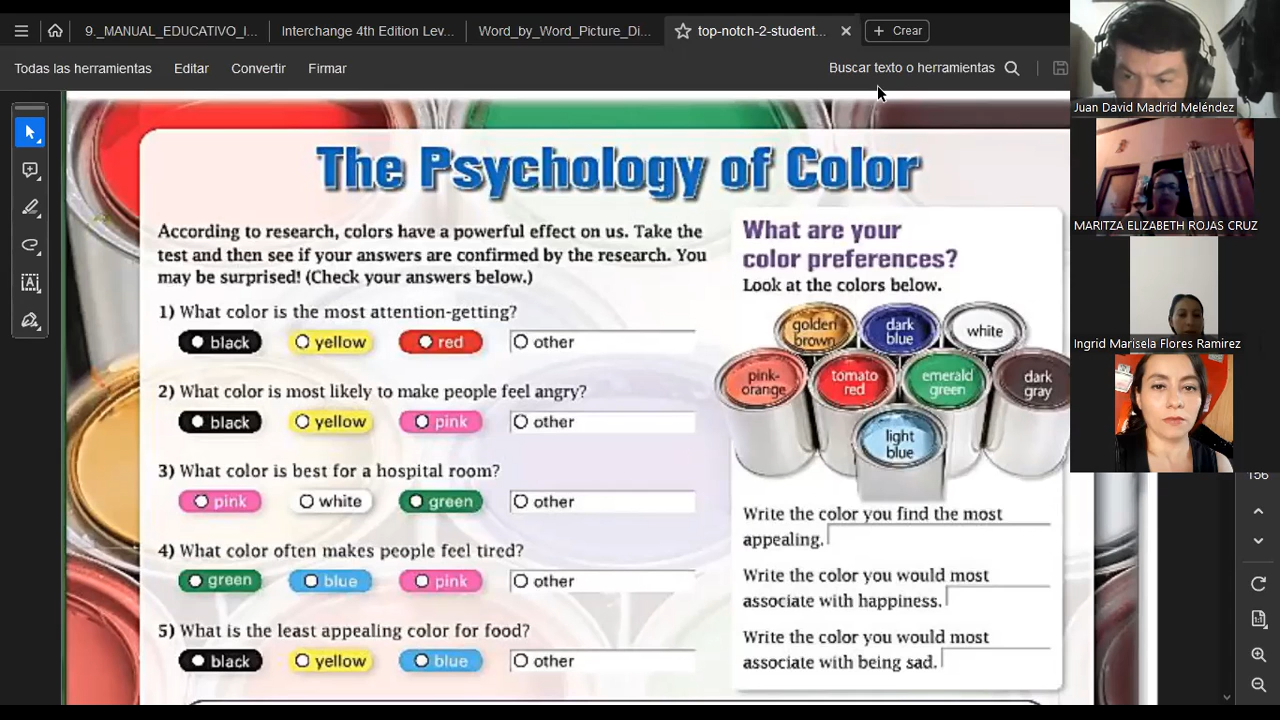 9._MANUAL_EDUCATIVO_I...
Interchange 4th Edition Lev...
Word_by_Word_Picture_Di...
top-notch-2-student...
Crear
Todas las herramientas
Editar
Convertir
Firmar
Buscar texto o herramientas
The Psychology of Color
According to research, colors have a powerful effect on us. Take the
test and then see if your answers are confirmed by the research. You
may be surprised! (Check your answers below.)
1) What color is the most attention-getting?
black yellow red other
2) What color is most likely to make people feel angry?
black yellow pink other
3) What color is best for a hospital room?
pink white green other
4) What color often makes people feel tired?
green blue pink other
5) What is the least appealing color for food?
black yellow blue other
What are your
color preferences?
Look at the colors below.
golden
brown
dark
blue
white
pink-
orange
tomato
red
emerald
green
dark
gray
light
blue
Write the color you find the most
appealing.
Write the color you would most
associate with happiness.
Write the color you would most
associate with being sad.
Juan David Madrid Meléndez
MARITZA ELIZABETH ROJAS CRUZ
Ingrid Marisela Flores Ramirez
156